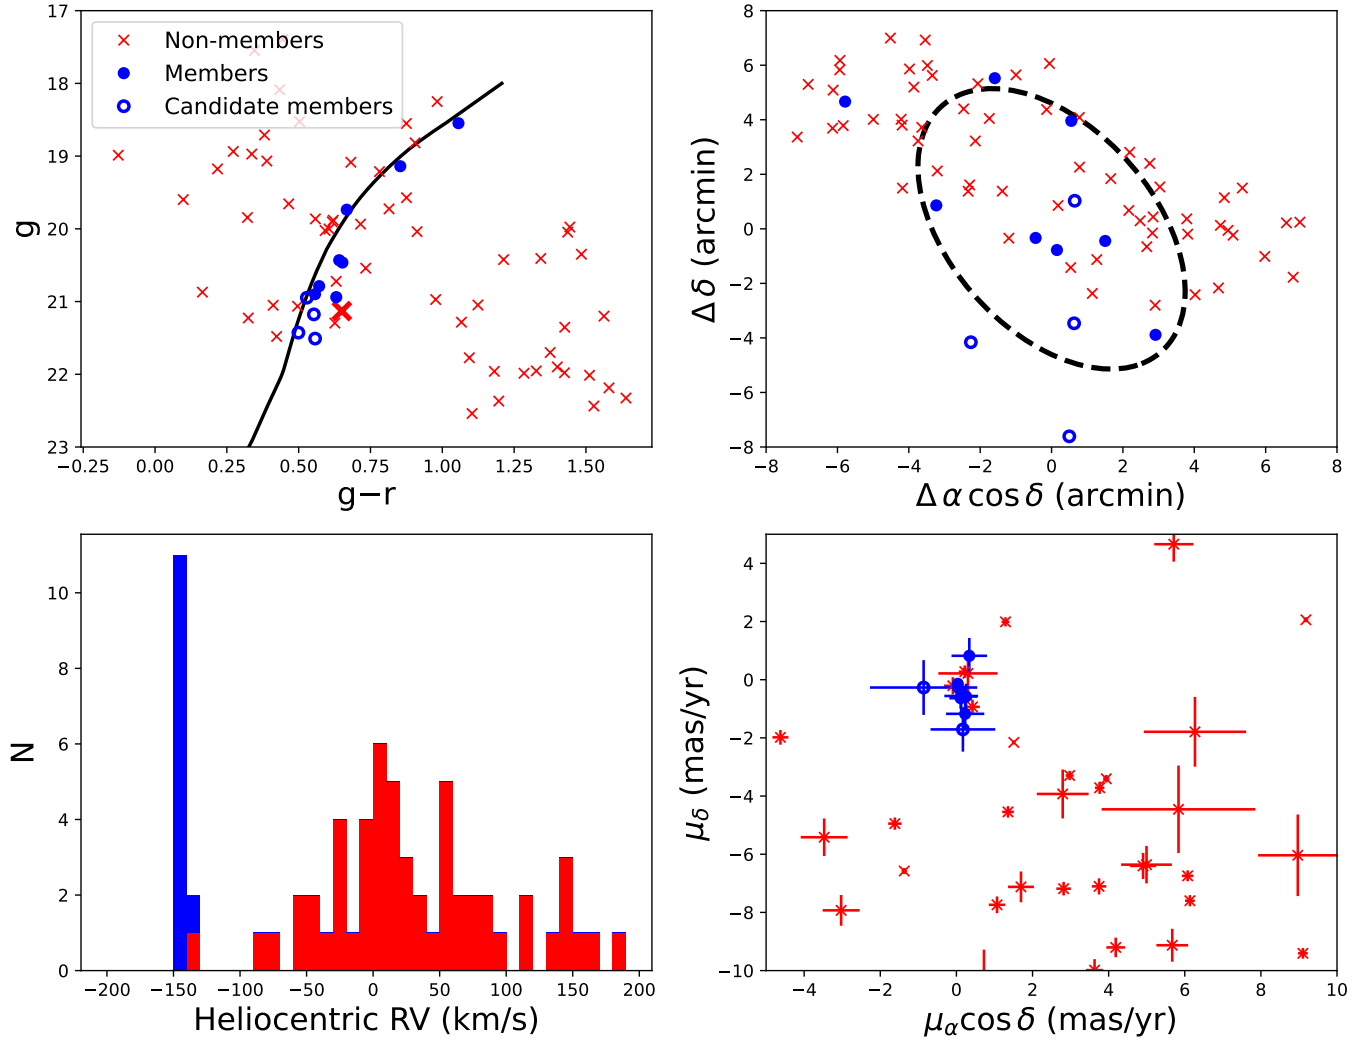 17
18
19
20
21
22
23
g
Non-members
Members
Candidate members
−0.25 0.00 0.25 0.50 0.75 1.00 1.25 1.50
g−r
8
6
4
2
0
−2
−4
−6
−8
Δ δ (arcmin)
−8 −6 −4 −2 0 2 4 6 8
Δ α cos δ (arcmin)
10
8
6
4
2
0
N
−200 −150 −100 −50 0 50 100 150 200
Heliocentric RV (km/s)
4
2
0
−2
−4
−6
−8
−10
μδ (mas/yr)
−4 −2 0 2 4 6 8 10
μα cos δ (mas/yr)